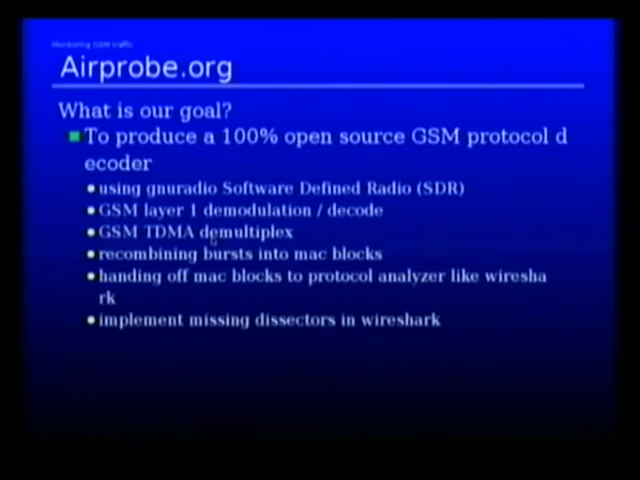 Monitoring GSM traffic
Airprobe.org
What is our goal?
To produce a 100% open source GSM protocol d
ecoder
using gnuradio Software Defined Radio (SDR)
GSM layer 1 demodulation / decode
GSM TDMA demultiplex
recombining bursts into mac blocks
handing off mac blocks to protocol analyzer like wiresha
rk
implement missing dissectors in wireshark